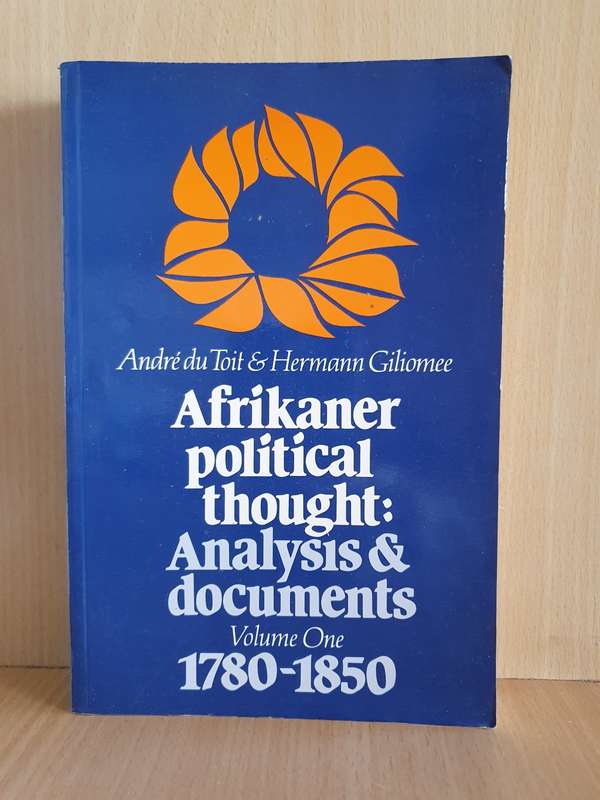 André du Toit & Hermann Giliomee
Afrikaner
political
thought:
Analysis &
documents
Volume One
1780-1850